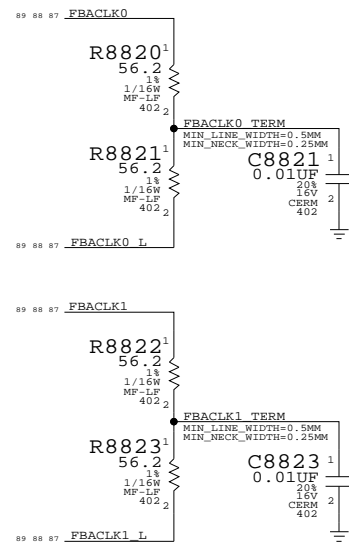 89 88 87 FBACLK0
R8820 1
56.2
1%
1/16W
MF-LF
402 2
FBACLK0_TERM
MIN_LINE_WIDTH=0.5MM
MIN_NECK_WIDTH=0.25MM
R8821 1
56.2
1%
1/16W
MF-LF
402 2
C8821 1
0.01UF
20%
16V 2
CERM
402
89 88 87 FBACLK0_L
89 88 87 FBACLK1
R8822 1
56.2
1%
1/16W
MF-LF
402 2
FBACLK1_TERM
MIN_LINE_WIDTH=0.5MM
MIN_NECK_WIDTH=0.25MM
R8823 1
56.2
1%
1/16W
MF-LF
402 2
C8823 1
0.01UF
20%
16V 2
CERM
402
89 88 87 FBACLK1_L